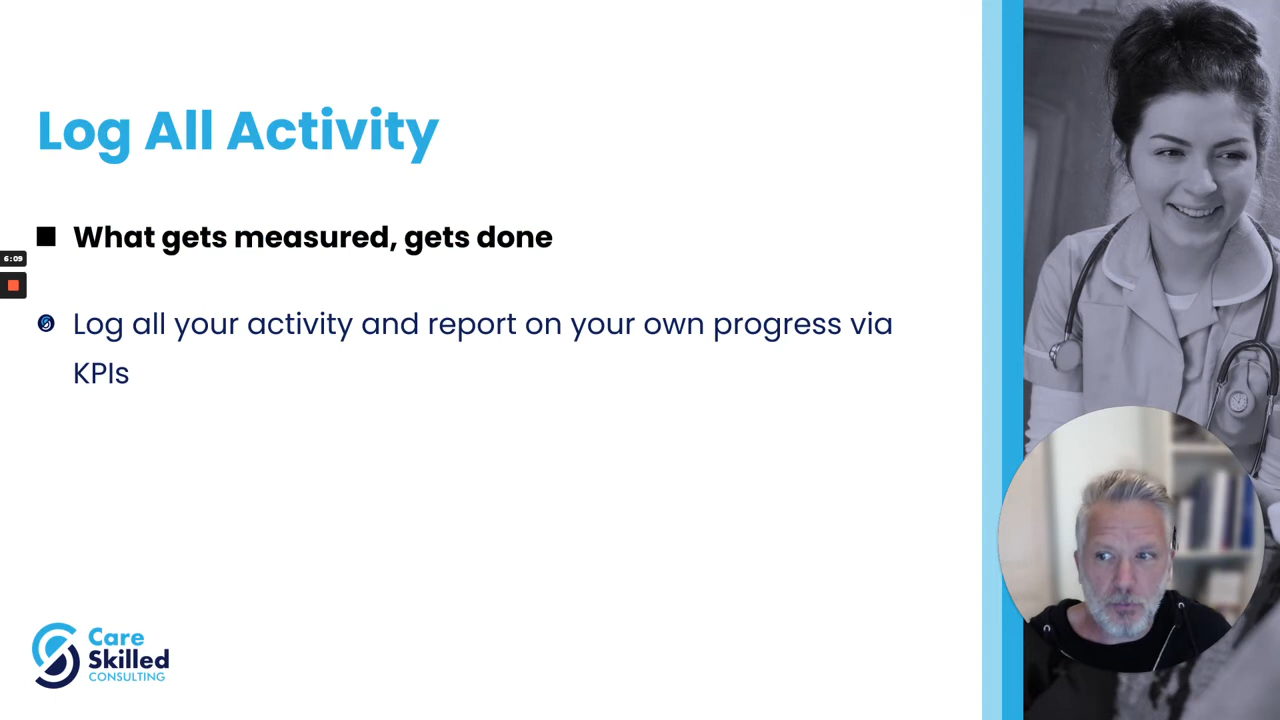 Log All Activity
What gets measured, gets done
6:09
Log all your activity and report on your own progress via
KPIs
Care
Skilled
CONSULTING